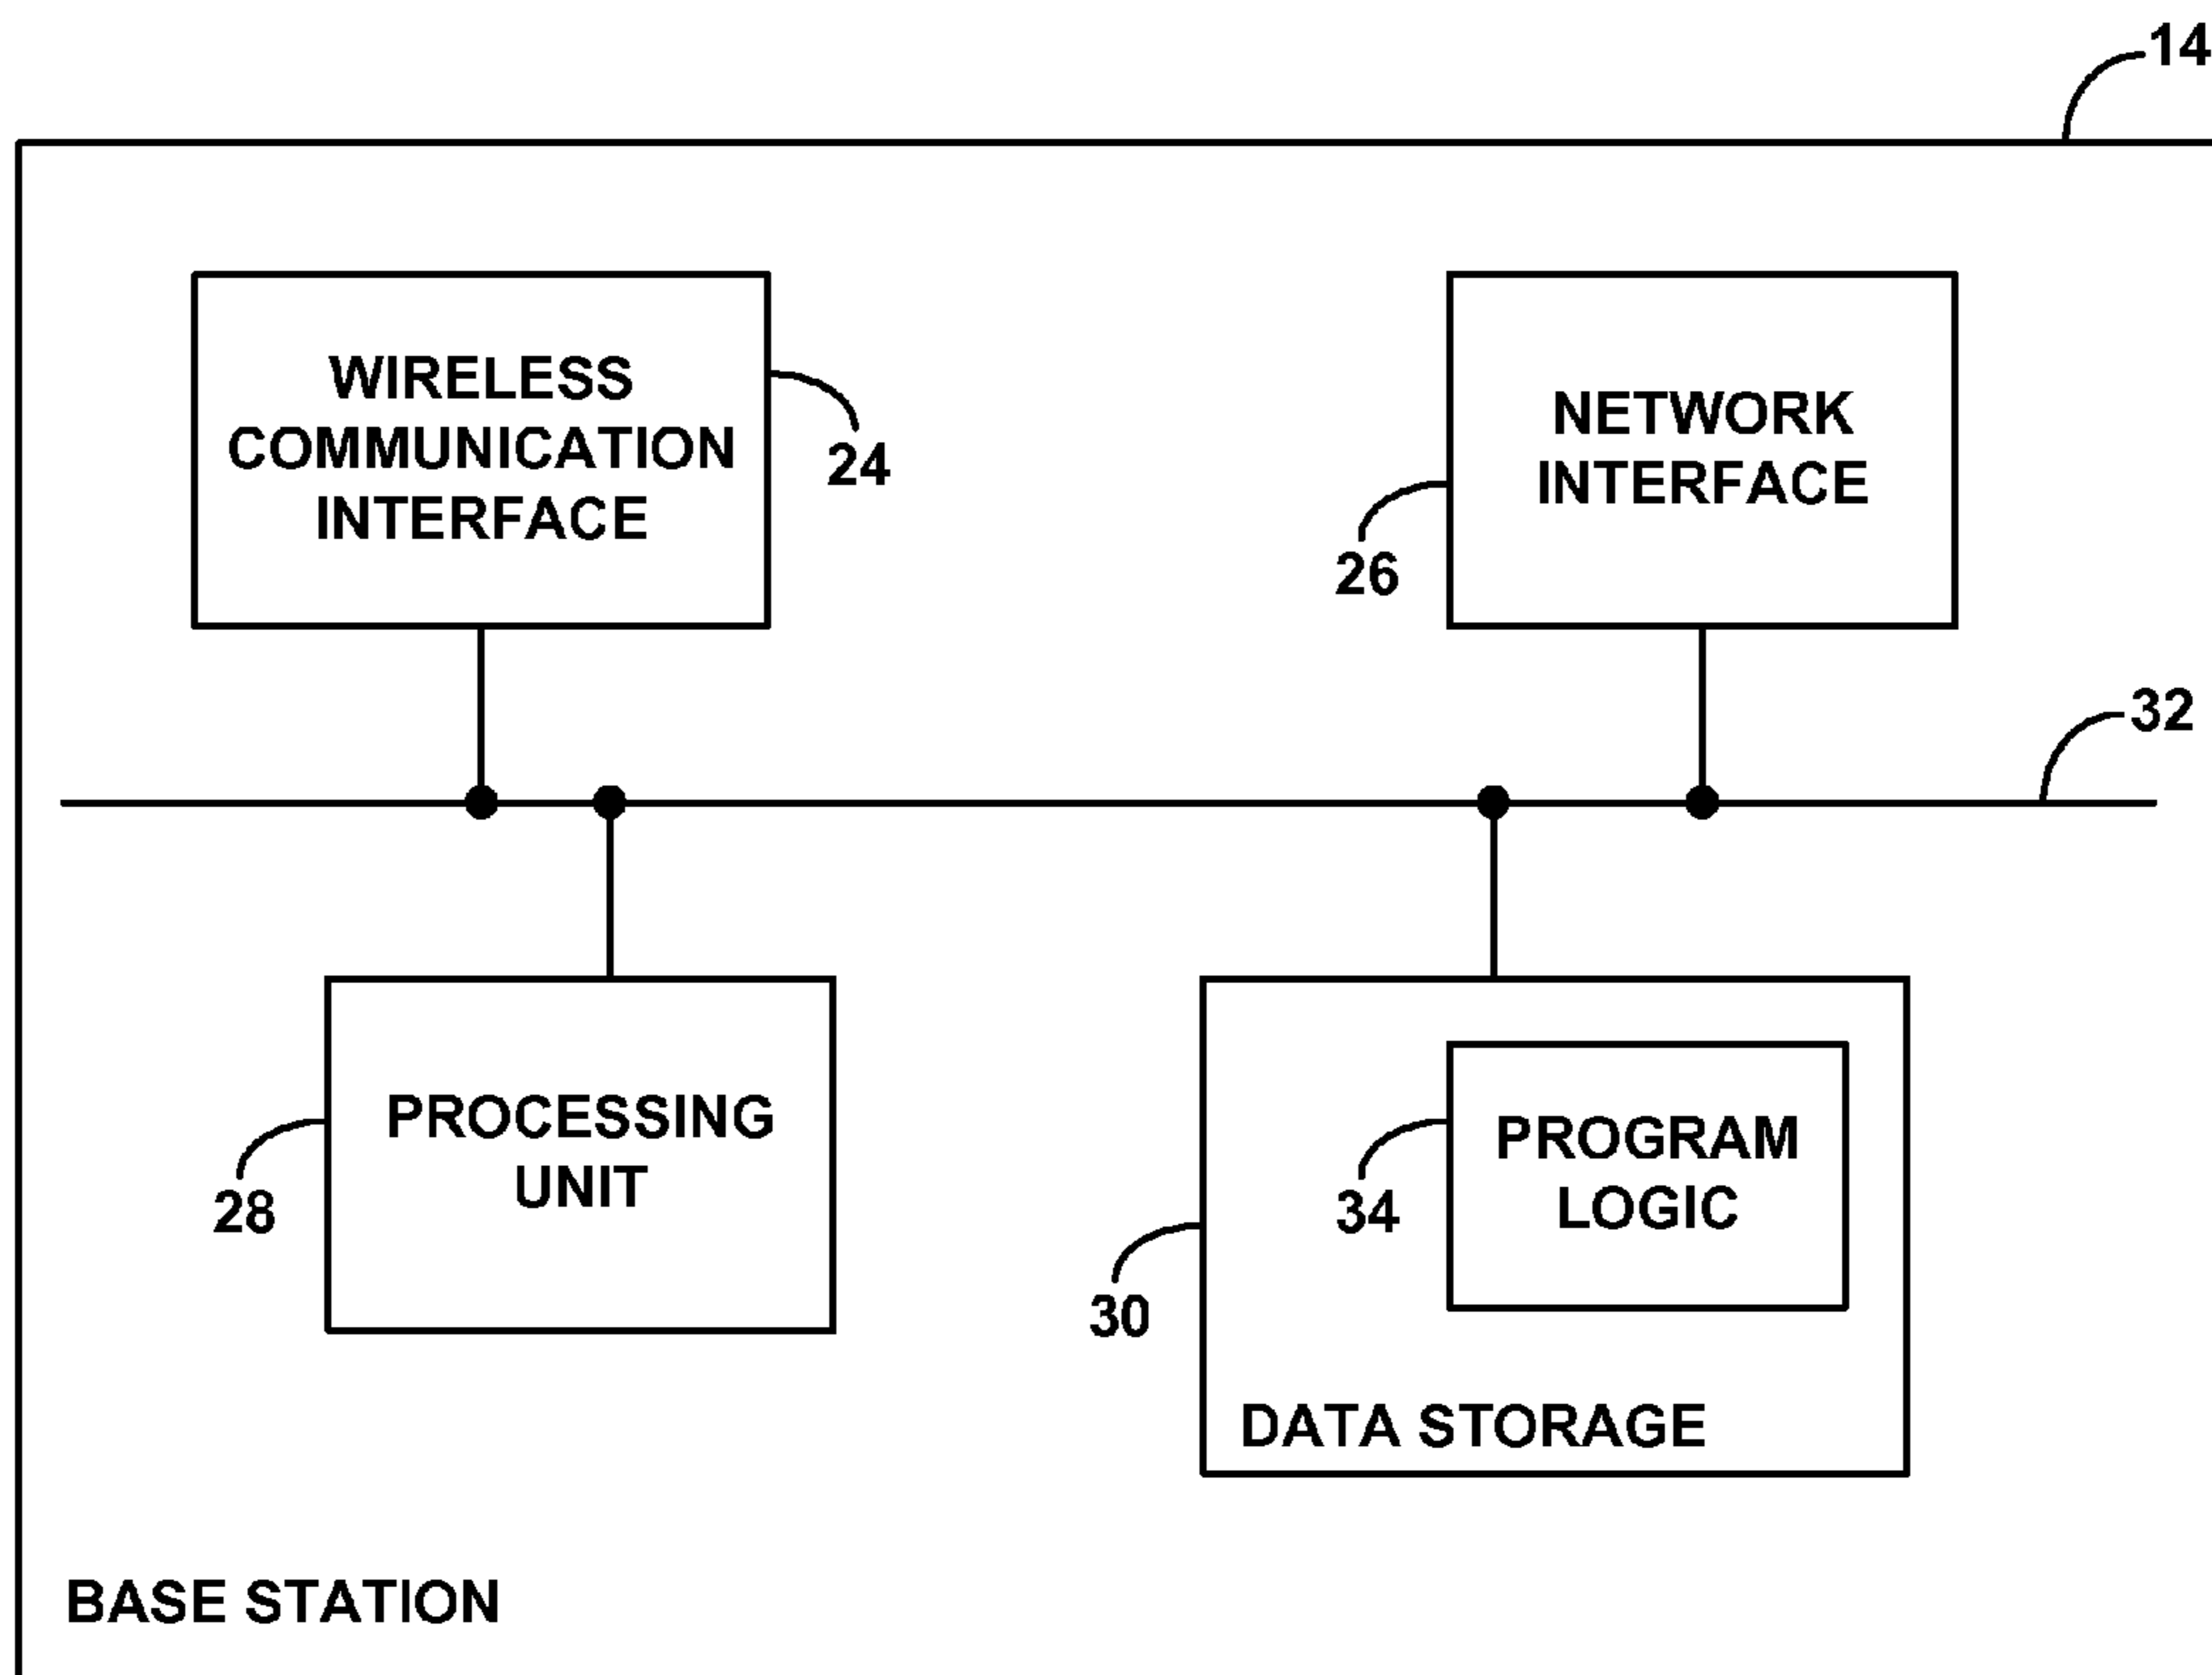 14
WIRELESS
COMMUNICATION
INTERFACE
24
NETWORK
INTERFACE
26
32
PROCESSING
UNIT
28
PROGRAM
LOGIC
34
30
DATA STORAGE
BASE STATION